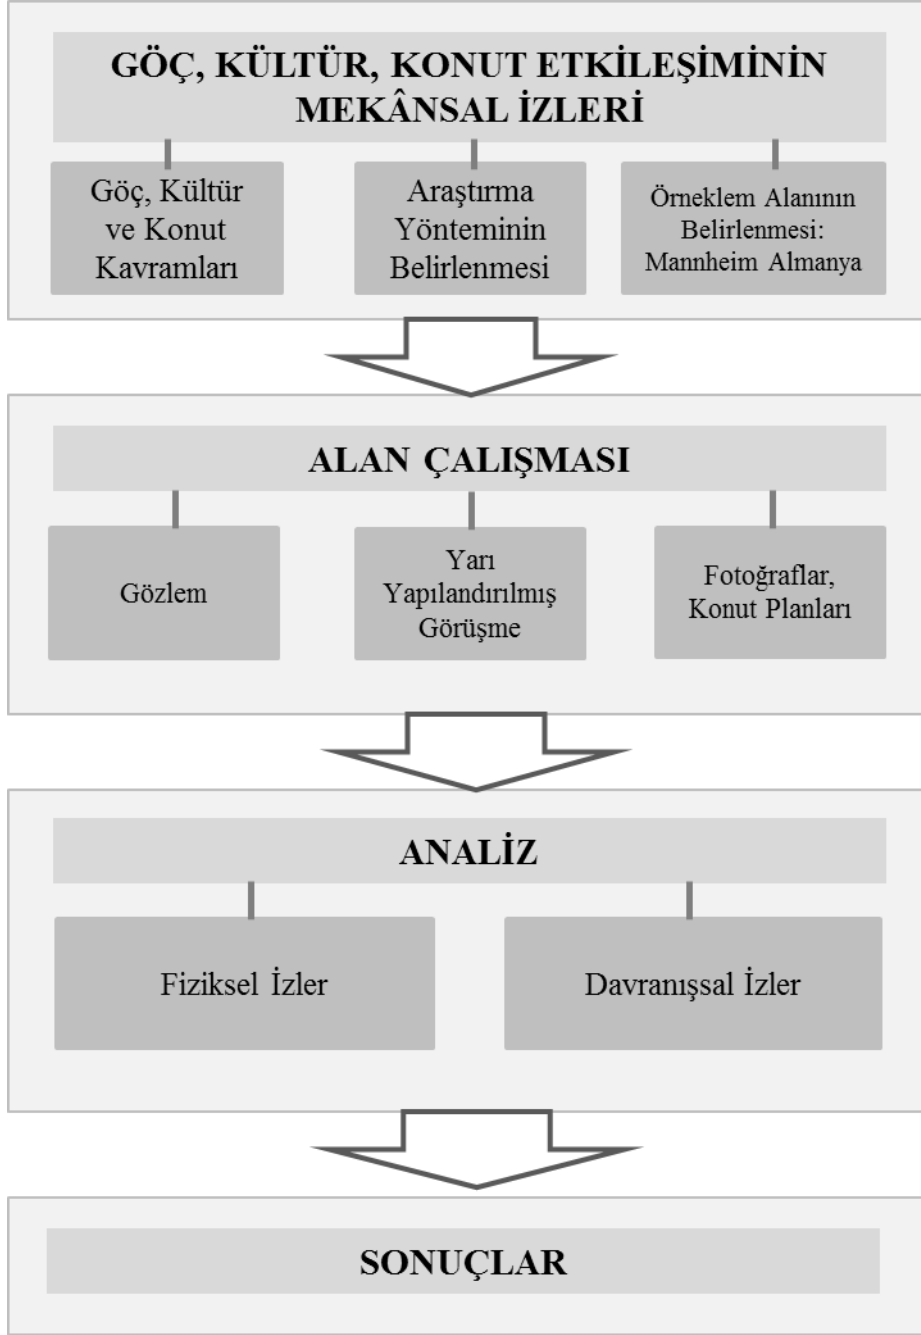 GÖÇ, KÜLTÜR, KONUT ETKİLEŞİMİNİN
MEKÂNSAL İZLERİ
Göç, Kültür
ve Konut
Kavramları
Araştırma
Yönteminin
Belirlenmesi
Örneklem Alanının
Belirlenmesi:
Mannheim Almanya
ALAN ÇALIŞMASI
Gözlem
Yarı
Yapılandırılmış
Görüşme
Fotoğraflar,
Konut Planları
ANALİZ
Fiziksel İzler
Davranışsal İzler
SONUÇLAR